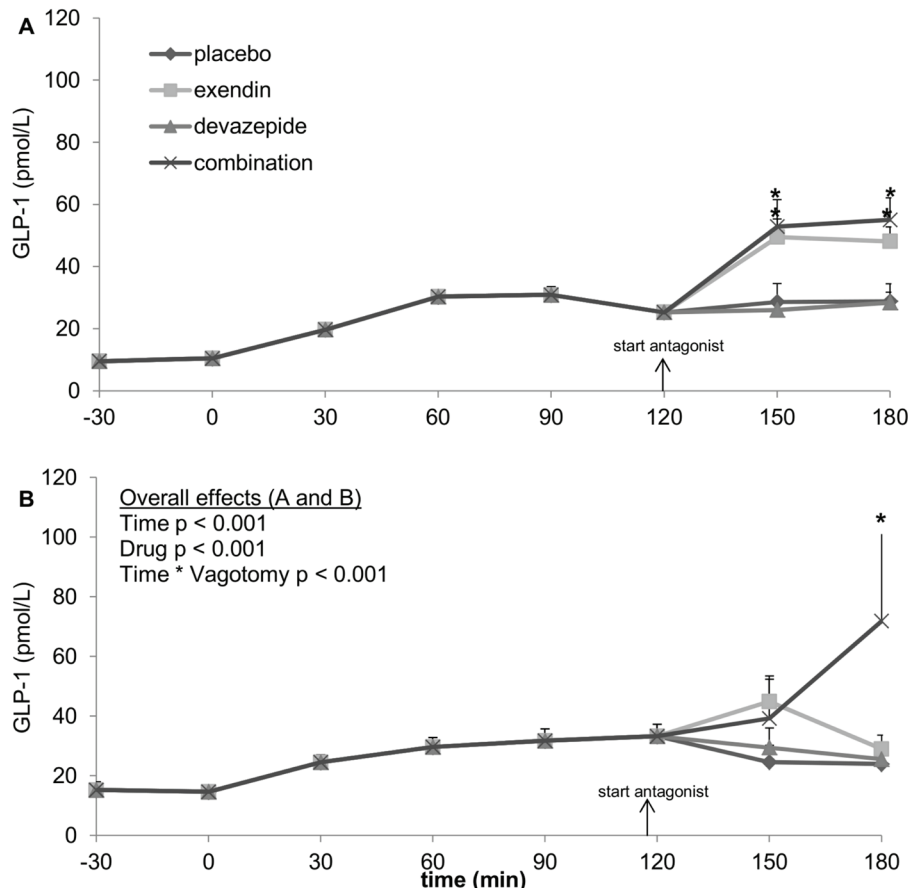 A
120
placebo
100
exendin
80
devazepide
combination
GLP-1 (pmol/L)
60
* *
* *
40
20
start antagonist
0
-30 0 30 60 90 120 150 180
B
120
Overall effects (A and B)
Time p < 0.001
100
Drug p < 0.001
Time * Vagotomy p < 0.001
*
80
GLP-1 (pmol/L)
60
40
20
start antagonist
0
-30 0 30 60 90 120 150 180
time (min)